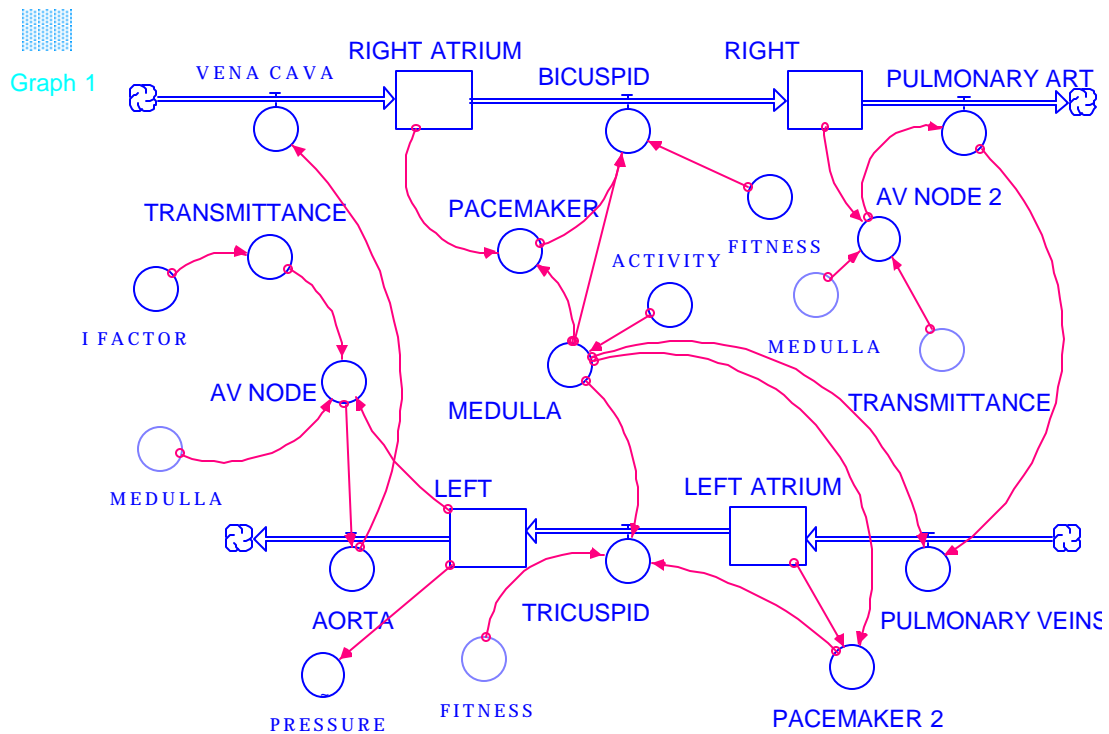 RIGHT ATRIUM
RIGHT
VENA CAVA
BICUSPID
PULMONARY ART
Graph 1
TRANSMITTANCE
PACEMAKER
AV NODE 2
FITNESS
ACTIVITY
I FACTOR
MEDULLA
AV NODE
MEDULLA
TRANSMITTANCE
MEDULLA
LEFT
LEFT ATRIUM
AORTA
TRICUSPID
PULMONARY VEINS
PRESSURE
FITNESS
PACEMAKER 2